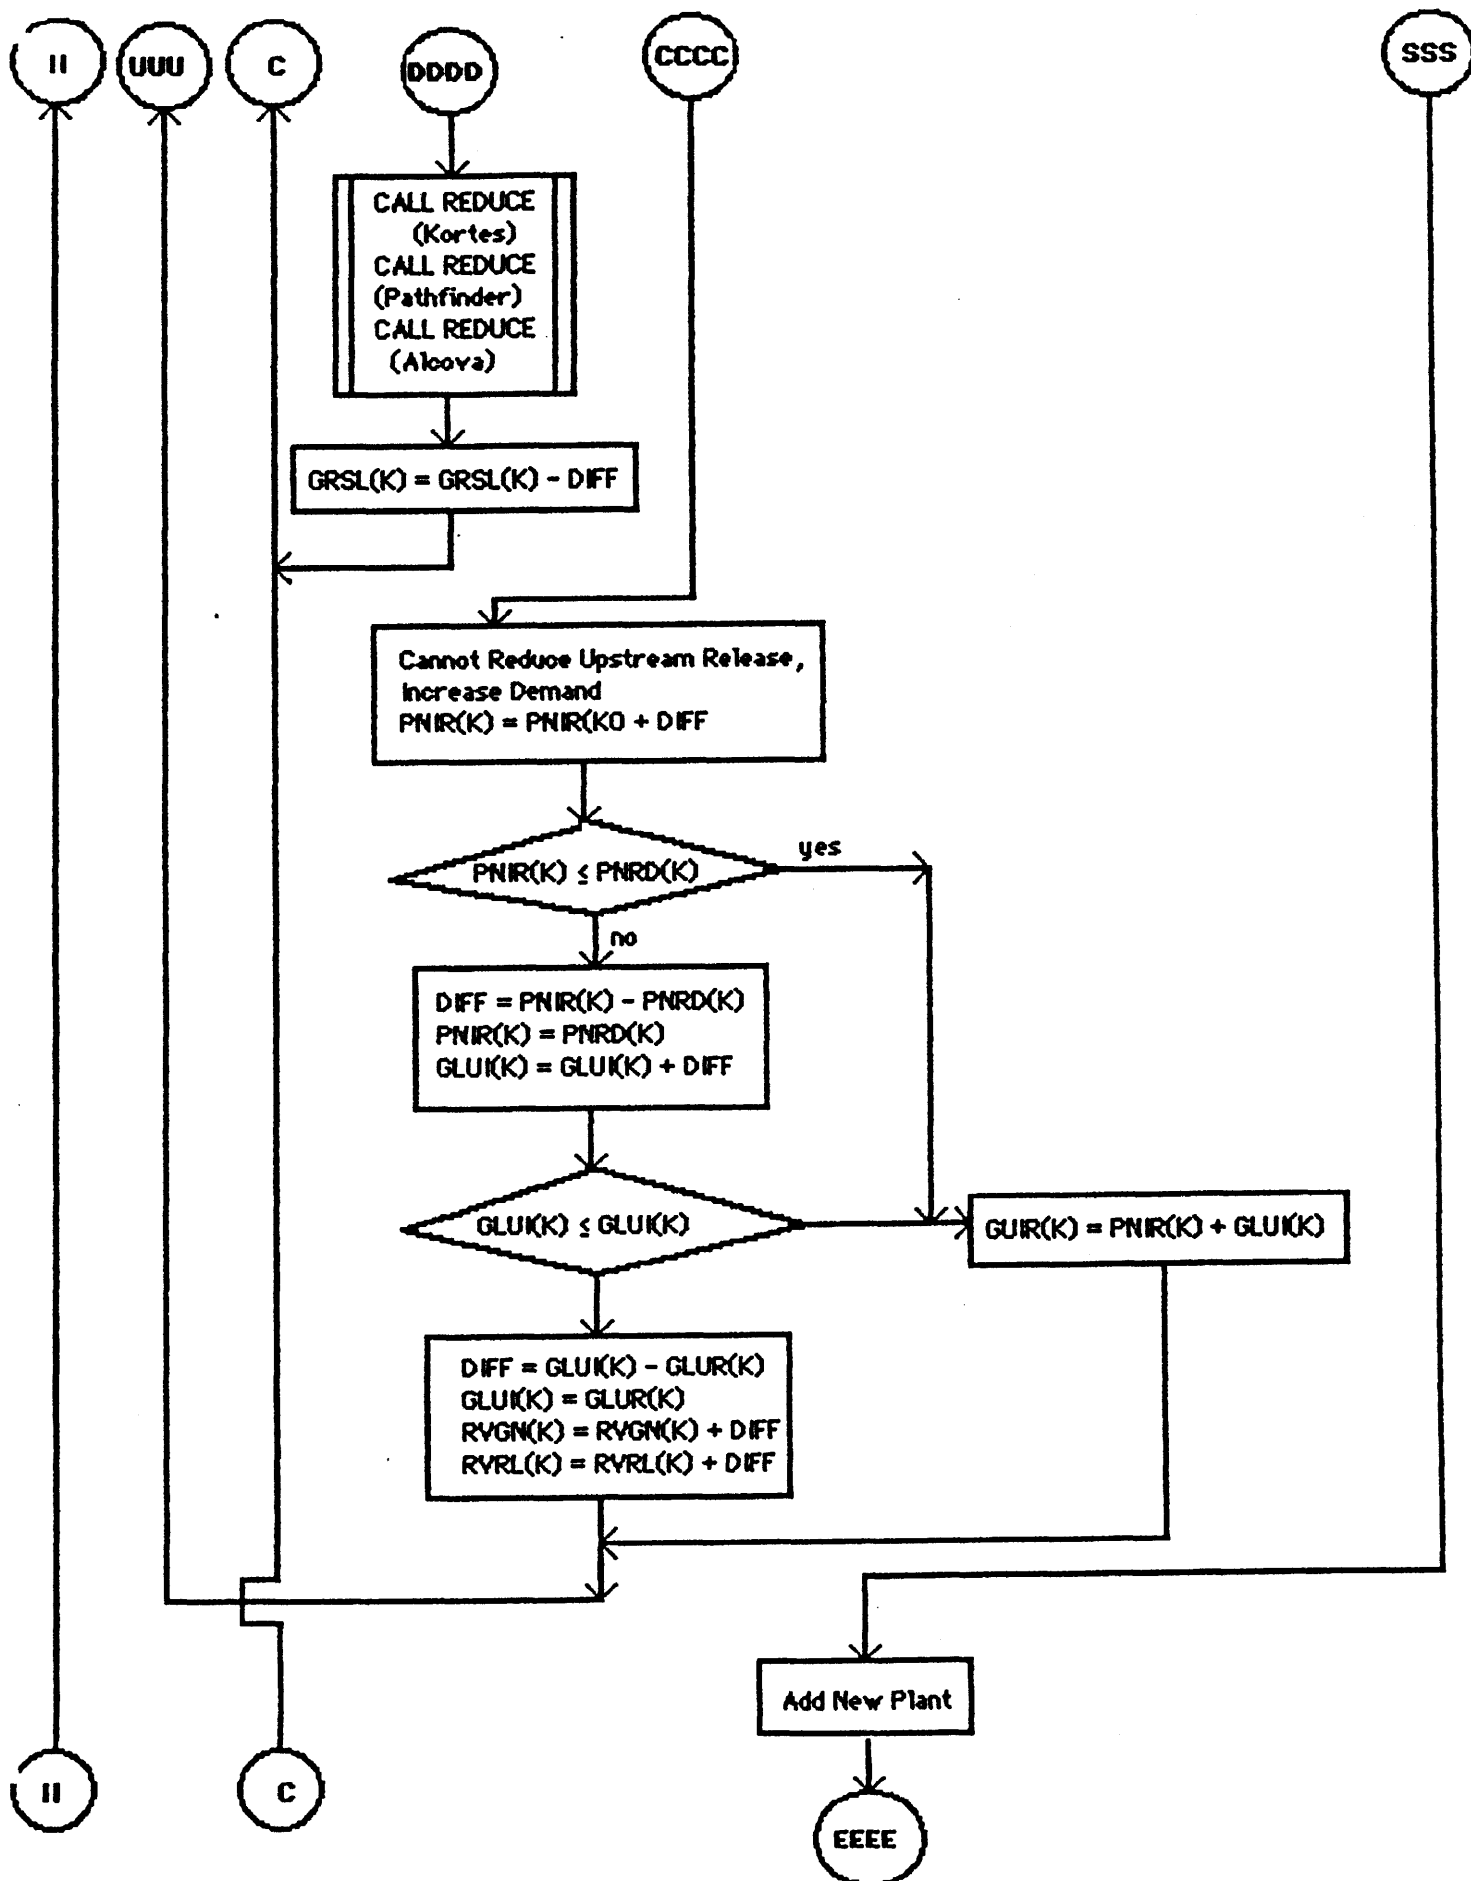 II
UUU
C
DDDD
CCCC
SSS
CALL REDUCE
(Kortes)
CALL REDUCE
(Pathfinder)
CALL REDUCE
(Alcova)
GRSL(K) = GRSL(K) - DIFF
Cannot Reduce Upstream Release,
Increase Demand
PNIR(K) = PNIR(KO + DIFF
PNIR(K) ≤ PNRD(K)
yes
no
DIFF = PNIR(K) - PNRD(K)
PNIR(K) = PNRD(K)
GLUI(K) = GLUI(K) + DIFF
GLUI(K) ≤ GLUI(K)
GUIR(K) = PNIR(K) + GLUI(K)
DIFF = GLUI(K) - GLUR(K)
GLUI(K) = GLUR(K)
RVGN(K) = RVGN(K) + DIFF
RVRL(K) = RVRL(K) + DIFF
Add New Plant
II
C
EEEE